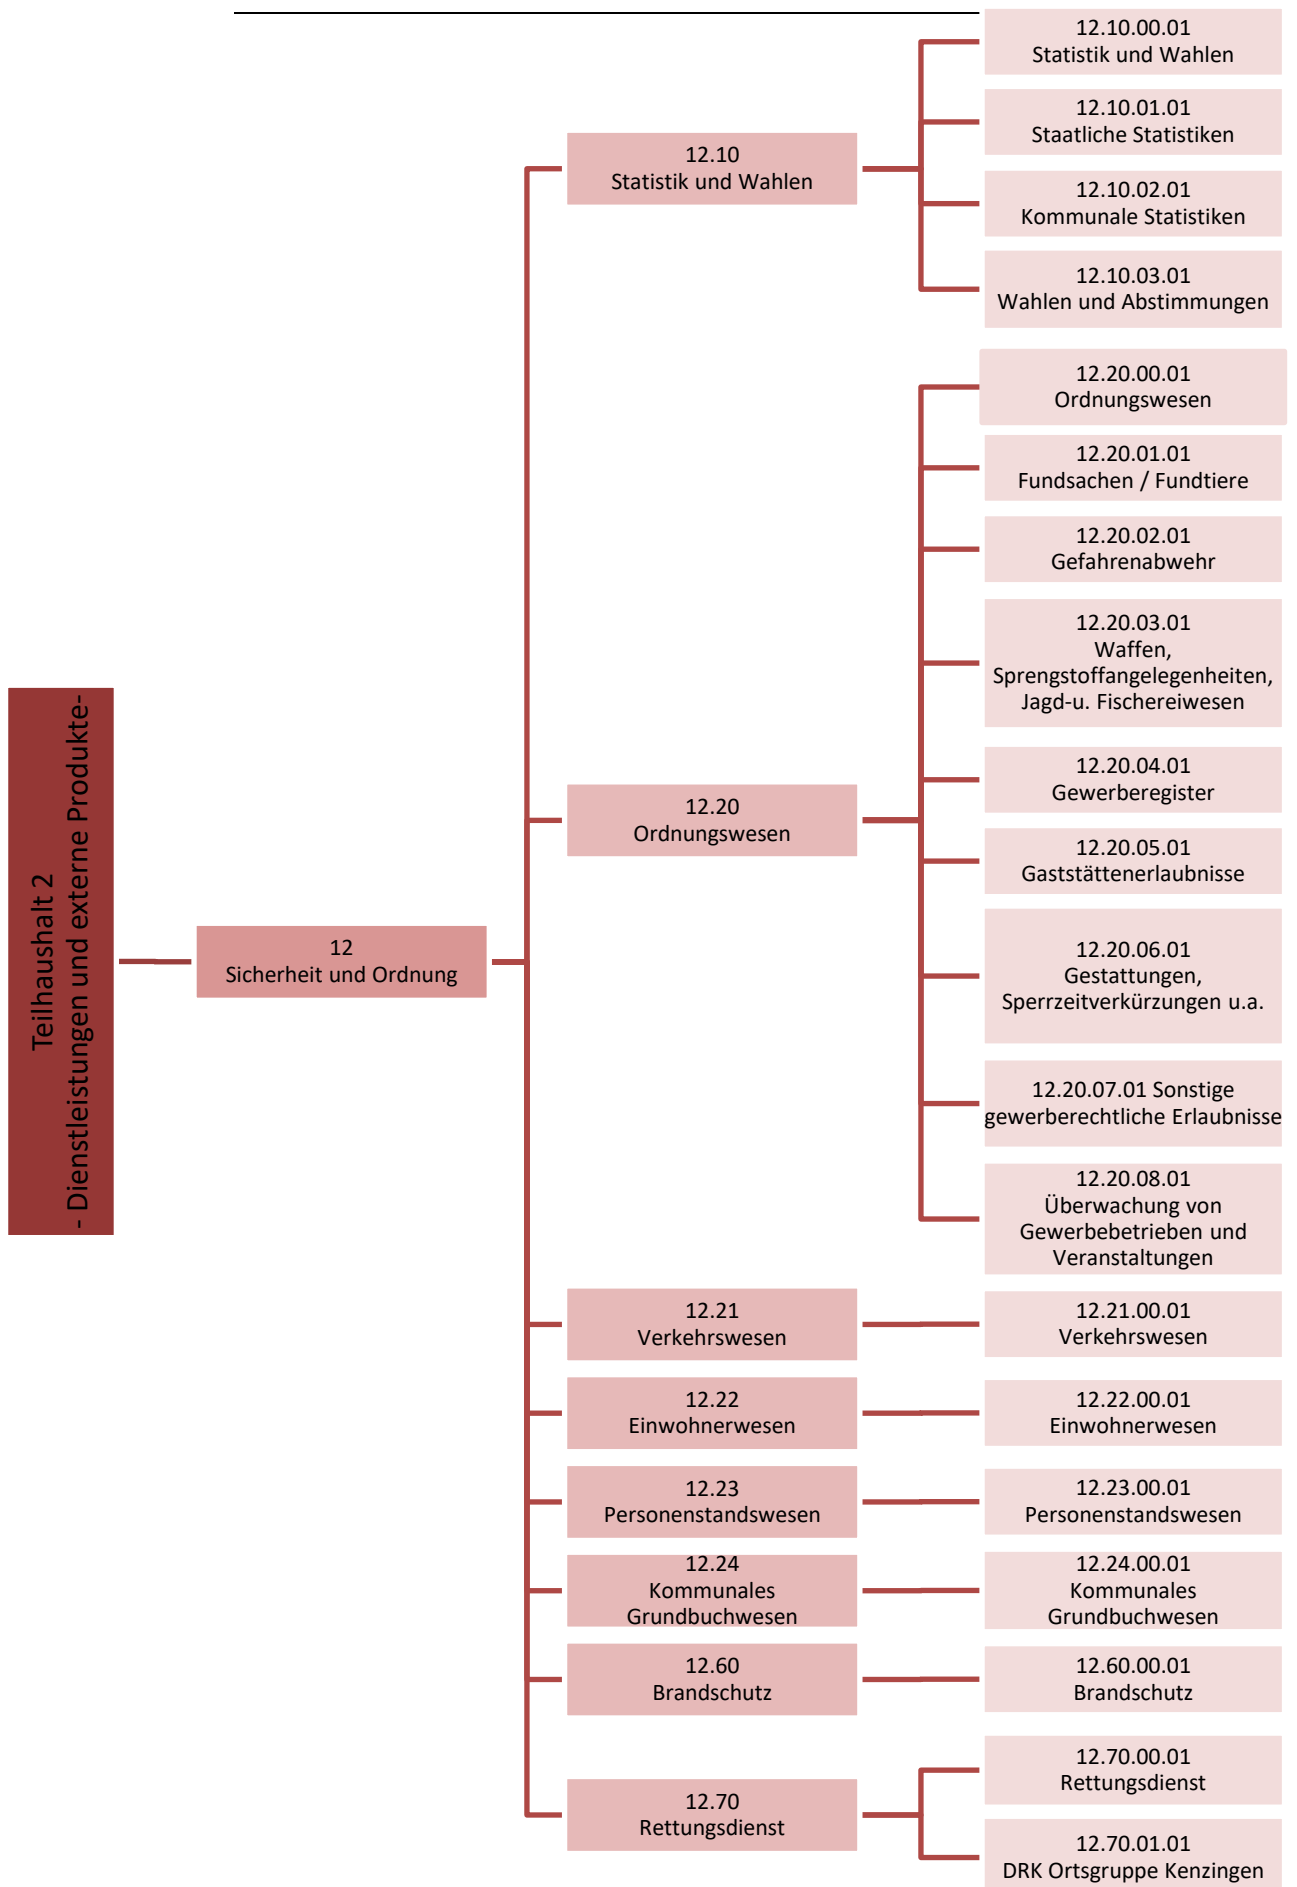 Teilhaushalt 2
- Dienstleistungen und externe Produkte-
12
Sicherheit und Ordnung
12.10
Statistik und Wahlen
12.10.00.01
Statistik und Wahlen
12.10.01.01
Staatliche Statistiken
12.10.02.01
Kommunale Statistiken
12.10.03.01
Wahlen und Abstimmungen
12.20
Ordnungswesen
12.20.00.01
Ordnungswesen
12.20.01.01
Fundsachen / Fundtiere
12.20.02.01
Gefahrenabwehr
12.20.03.01
Waffen,
Sprengstoffangelegenheiten,
Jagd-u. Fischereiwesen
12.20.04.01
Gewerberegister
12.20.05.01
Gaststättenerlaubnisse
12.20.06.01
Gestattungen,
Sperrzeitverkürzungen u.a.
12.20.07.01 Sonstige
gewerberechtliche Erlaubnisse
12.20.08.01
Überwachung von
Gewerbebetrieben und
Veranstaltungen
12.21
Verkehrswesen
12.21.00.01
Verkehrswesen
12.22
Einwohnerwesen
12.22.00.01
Einwohnerwesen
12.23
Personenstandswesen
12.23.00.01
Personenstandswesen
12.24
Kommunales
Grundbuchwesen
12.24.00.01
Kommunales
Grundbuchwesen
12.60
Brandschutz
12.60.00.01
Brandschutz
12.70
Rettungsdienst
12.70.00.01
Rettungsdienst
12.70.01.01
DRK Ortsgruppe Kenzingen